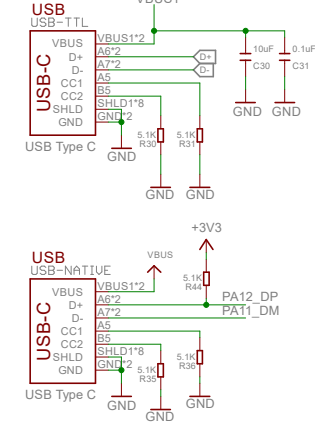 VBUS1
USB
USB-TTL
VBUS
D+
D-
CC1
CC2
SHLD
GND
USB-C
VBUS1*2
A6*2
A7*2
A5
B5
SHLD1*8
GND*2
D+
D-
USB Type C
5.1K
R30
5.1K
R31
GND
GND
GND
10uF
C30
0.1uF
C31
GND
GND
+3V3
USB
USB-NATIVE
VBUS
D+
D-
CC1
CC2
SHLD
GND
USB-C
VBUS1*2
A6*2
A7*2
A5
B5
SHLD1*8
GND*2
VBUS
5.1K
R44
PA12_DP
PA11_DM
USB Type C
5.1K
R35
5.1K
R36
GND
GND
GND